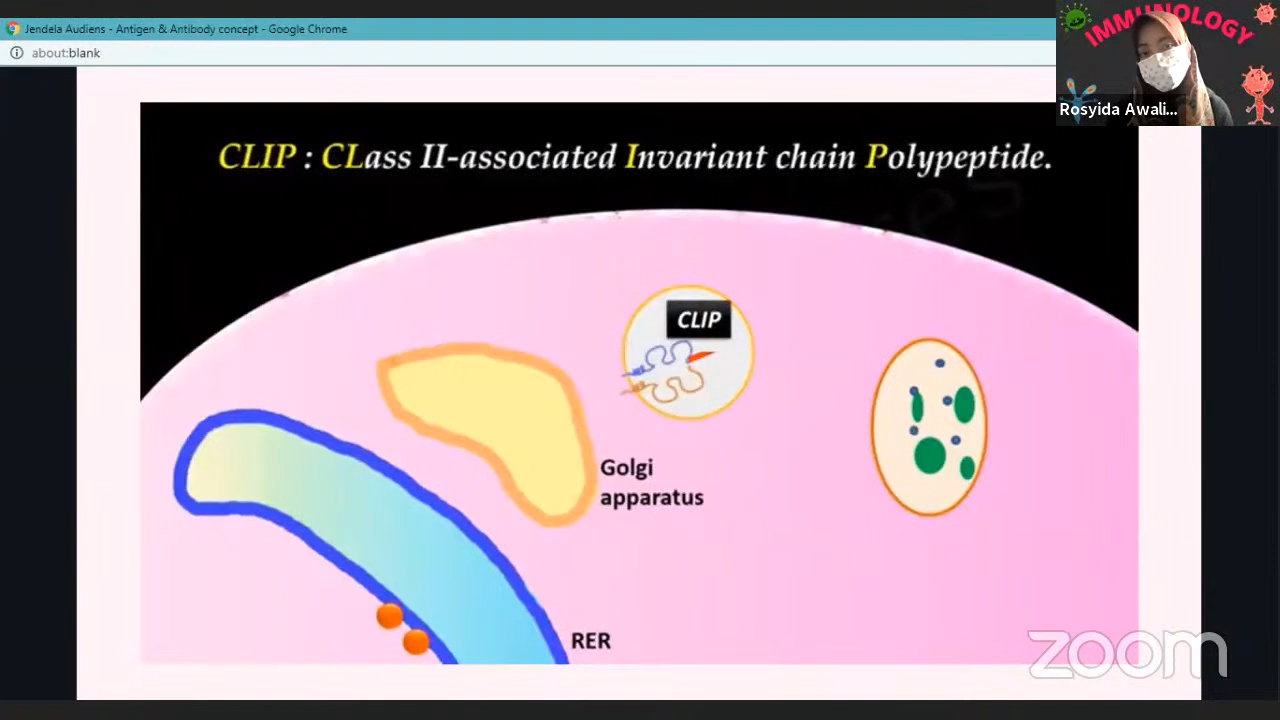 Jendela Audiens - Antigen & Antibody concept - Google Chrome
about:blank
IMMUNOLOGY
Rosyida Awali...
CLIP : CLass II-associated Invariant chain Polypeptide.
CLIP
Golgi
apparatus
RER
zoom